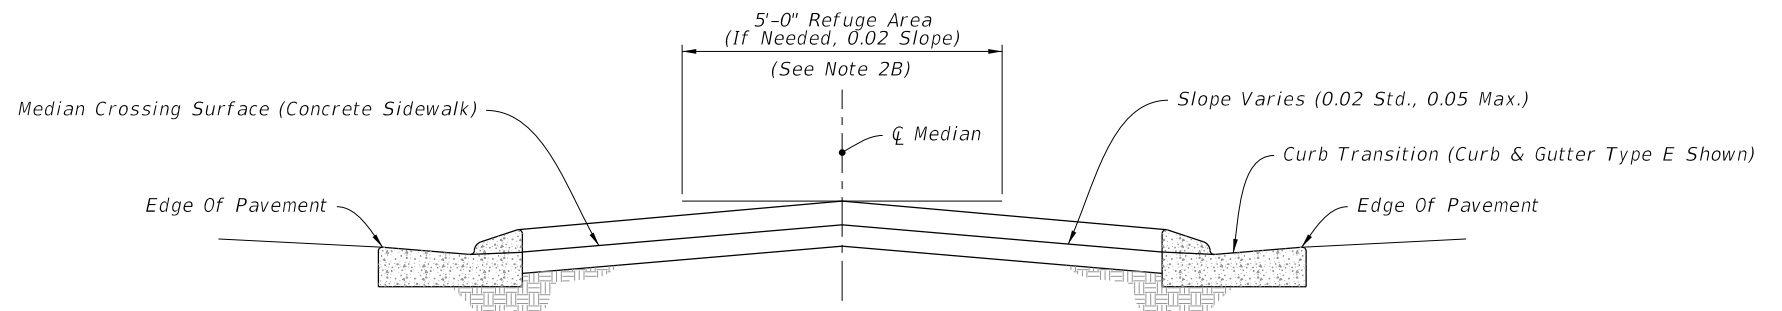 5'-0" Refuge Area
(If Needed, 0.02 Slope)
(See Note 2B)
Median Crossing Surface (Concrete Sidewalk)
Slope Varies (0.02 Std., 0.05 Max.)
℄ Median
Curb Transition (Curb & Gutter Type E Shown)
Edge Of Pavement
Edge Of Pavement